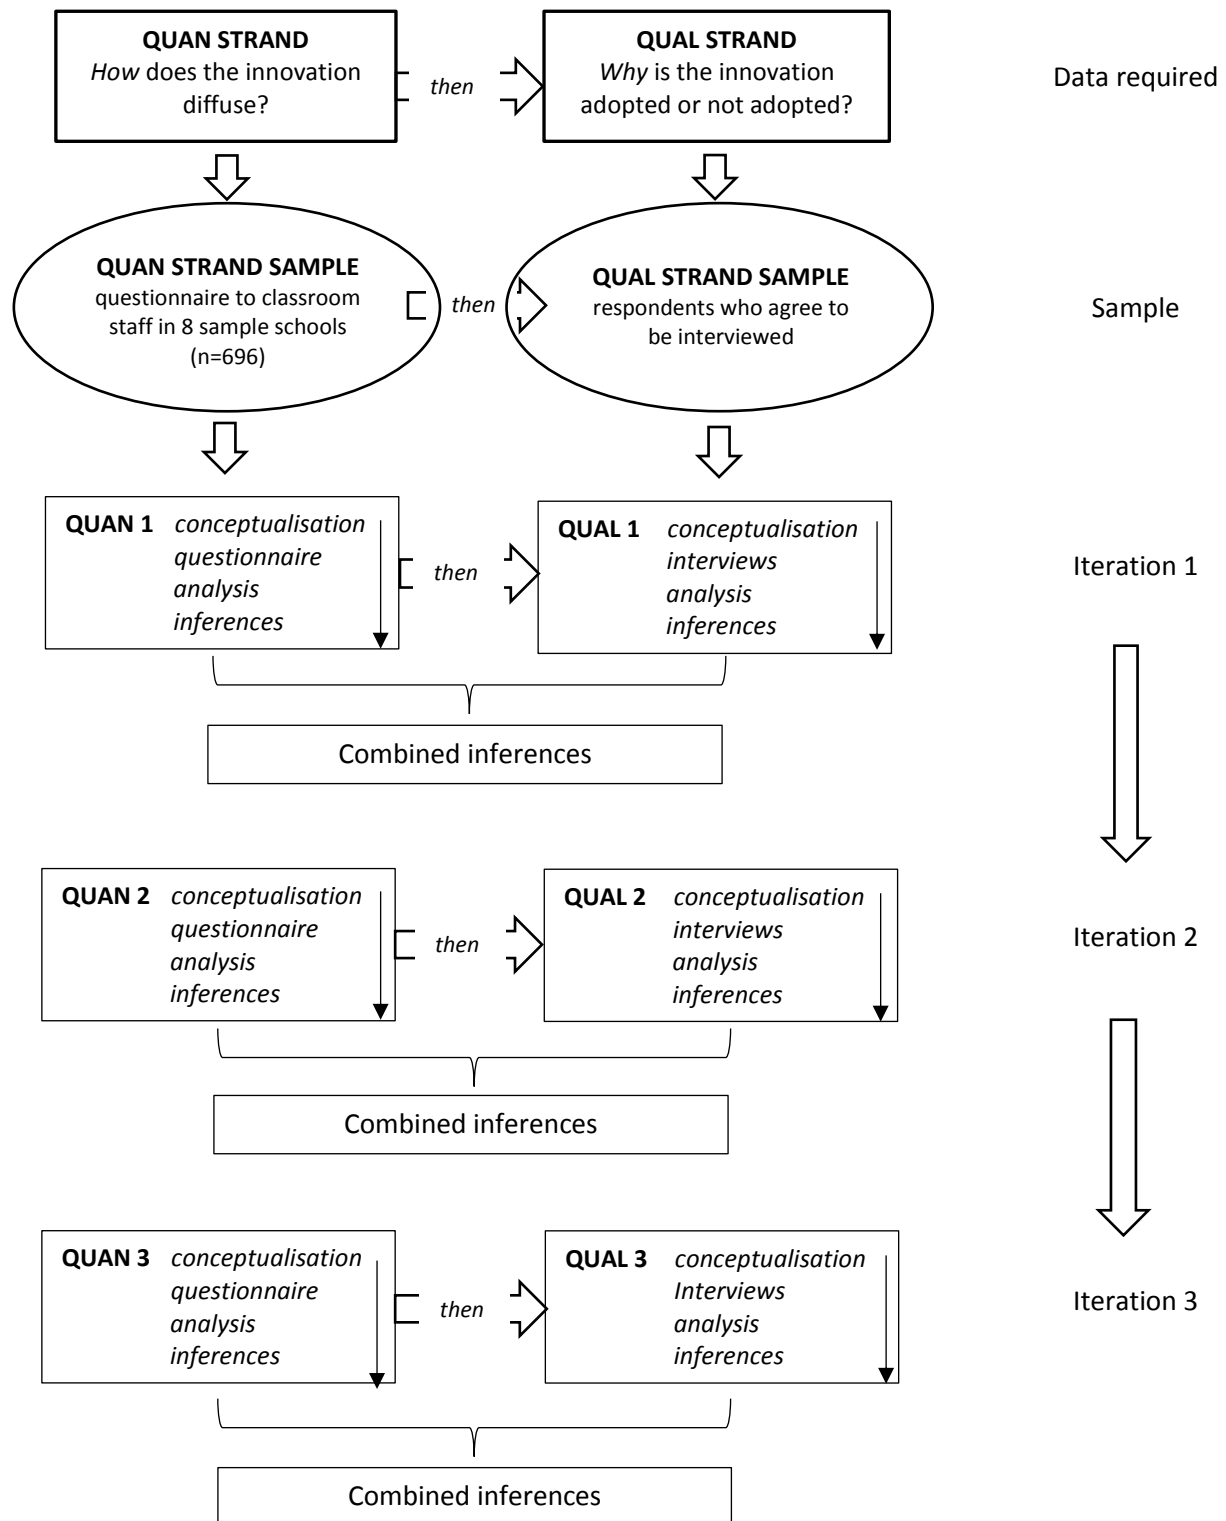 QUAN STRAND
How does the innovation
diffuse?
then
QUAL STRAND
Why is the innovation
adopted or not adopted?
Data required
QUAN STRAND SAMPLE
questionnaire to classroom
staff in 8 sample schools
(n=696)
then
QUAL STRAND SAMPLE
respondents who agree to
be interviewed
Sample
QUAN 1 conceptualisation
questionnaire
analysis
inferences
then
QUAL 1 conceptualisation
interviews
analysis
inferences
Iteration 1
Combined inferences
QUAN 2 conceptualisation
questionnaire
analysis
inferences
then
QUAL 2 conceptualisation
interviews
analysis
inferences
Iteration 2
Combined inferences
QUAN 3 conceptualisation
questionnaire
analysis
inferences
then
QUAL 3 conceptualisation
Interviews
analysis
inferences
Iteration 3
Combined inferences